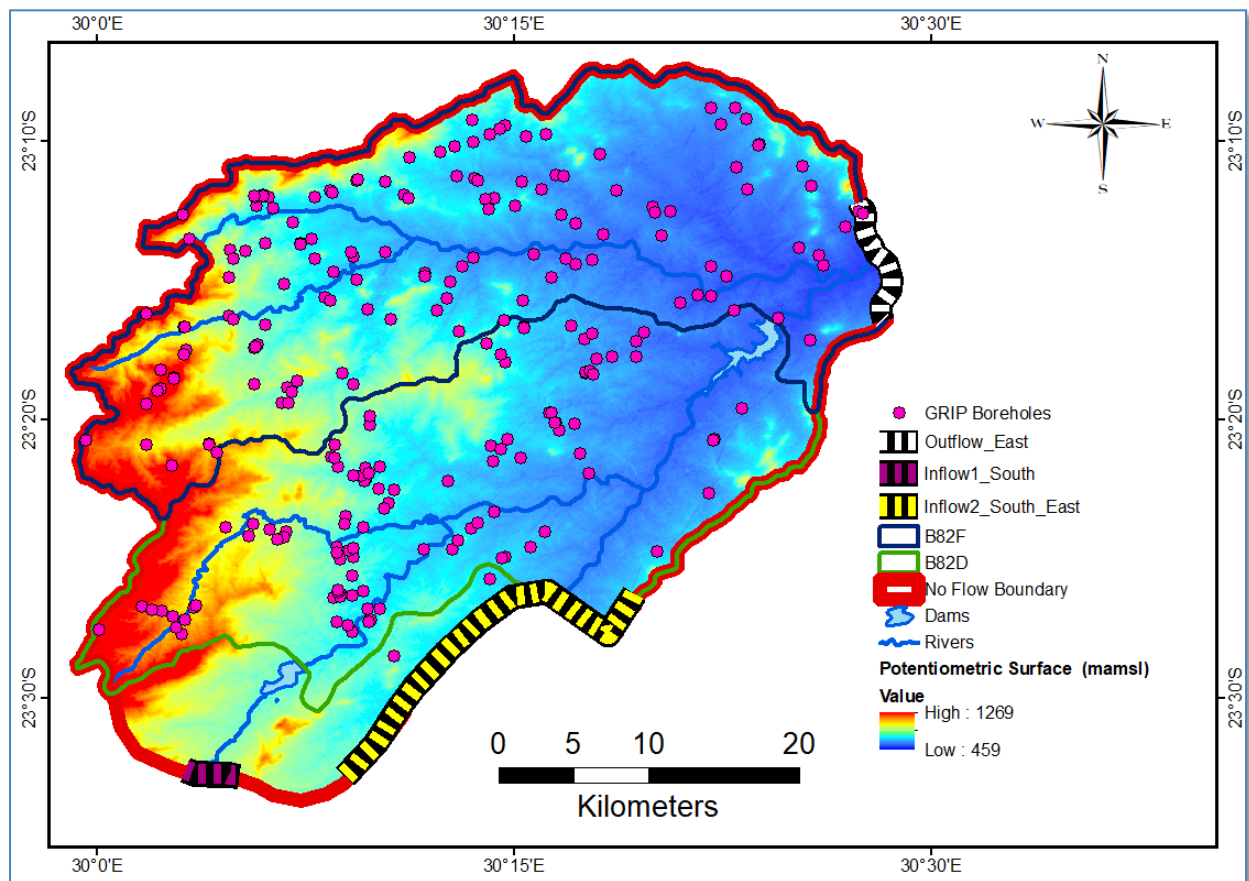 30°0'E 30°15'E 30°30'E
N
W E
S
23°10'S 23°10'S
23°20'S 23°20'S
23°30'S 23°30'S
GRIP Boreholes
Outflow_East
Inflow1_South
Inflow2_South_East
B82F
B82D
No Flow Boundary
Dams
Rivers
Potentiometric Surface (mamsl)
Value
High : 1269
Low : 459
0 5 10 20
Kilometers
30°0'E 30°15'E 30°30'E